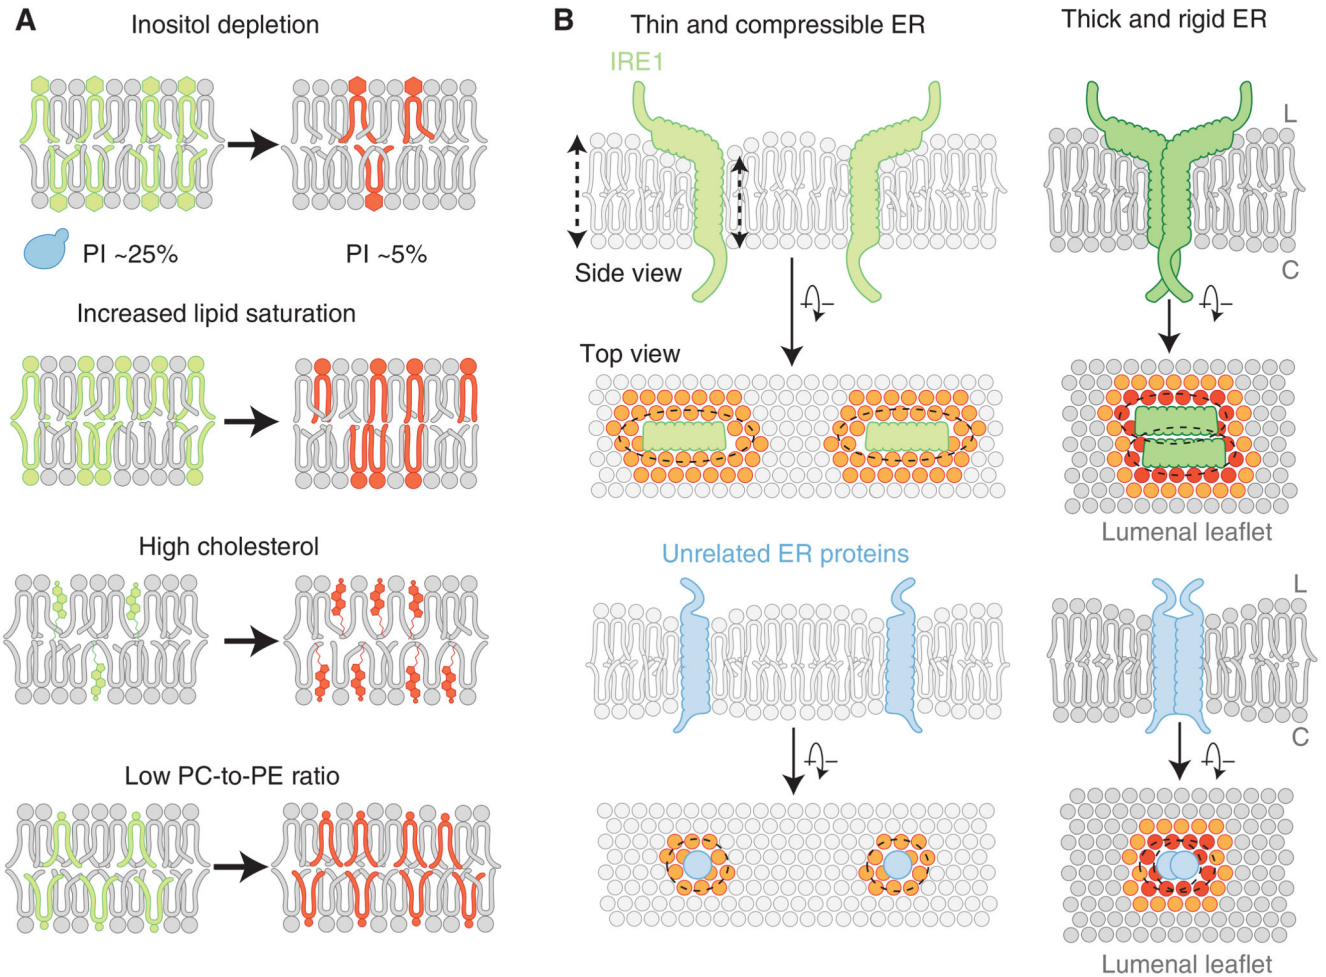 A
Inositol depletion
PI ~25%
PI ~5%
Increased lipid saturation
High cholesterol
Low PC-to-PE ratio
B
Thin and compressible ER
Thick and rigid ER
IRE1
L
C
Side view
Top view
Lumenal leaflet
Unrelated ER proteins
L
C
Lumenal leaflet